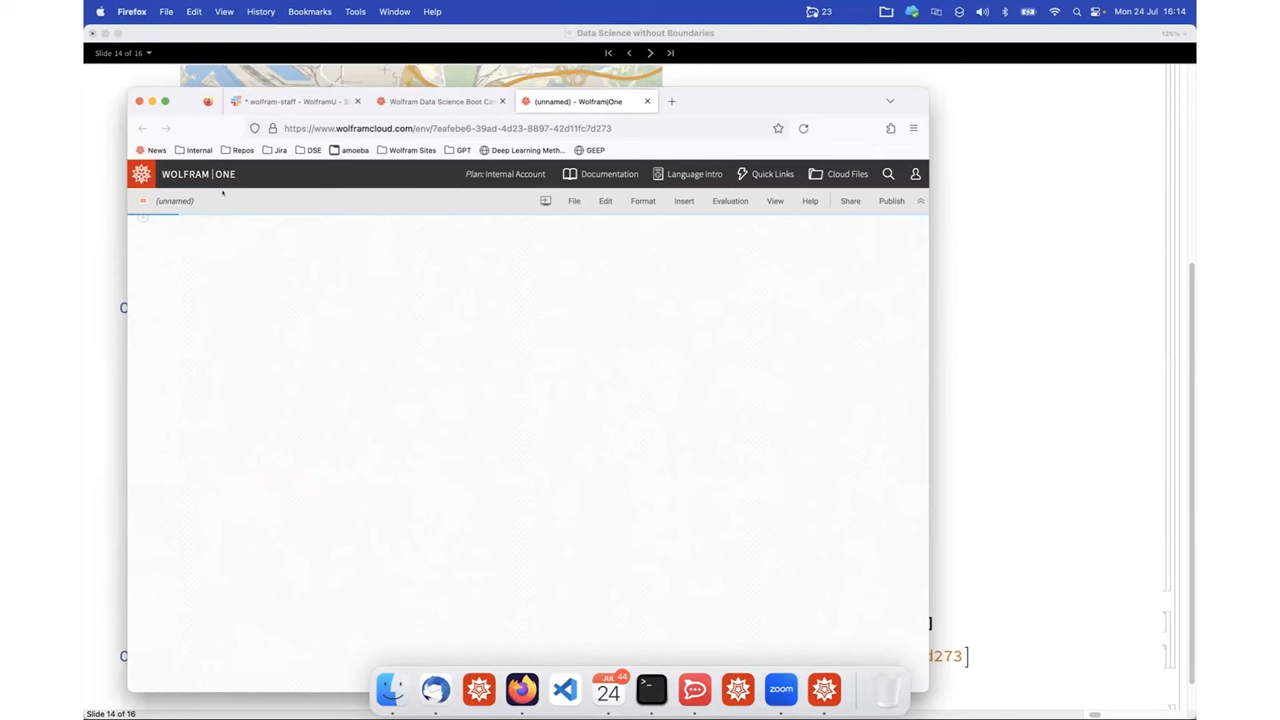 Firefox File Edit View History Bookmarks Tools Window Help 23 Mon 24 Jul 16:14
Data Science without Boundaries 125%
Slide 14 of 16
* wolfram-staff - WolframU - S Wolfram Data Science Boot Ca (unnamed) - Wolfram|One
https://www.wolframcloud.com/env/7eafebe6-39ad-4d23-8897-42d11fc7d273
News Internal Repos Jira DSE amoeba Wolfram Sites GPT Deep Learning Meth... GEEP
WOLFRAM|ONE Plan: Internal Account Documentation Language Intro Quick Links Cloud Files
(unnamed) File Edit Format Insert Evaluation View Help Share Publish
]
d273]
JUL 44
24 zoom
Slide 14 of 16